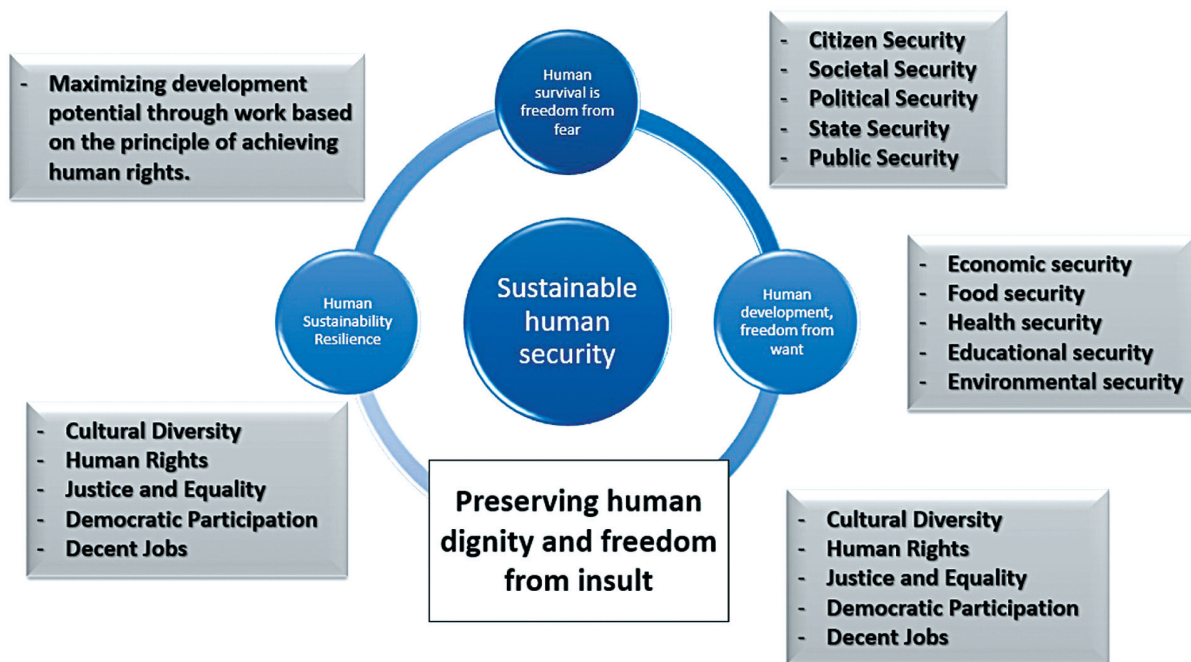 - Maximizing development
potential through work based
on the principle of achieving
human rights.
Human
survival is
freedom from
fear
- Citizen Security
- Societal Security
- Political Security
- State Security
- Public Security
Human
Sustainability
Resilience
Sustainable
human
security
Human
development,
freedom from
want
- Economic security
- Food security
- Health security
- Educational security
- Environmental security
- Cultural Diversity
- Human Rights
- Justice and Equality
- Democratic Participation
- Decent Jobs
Preserving human
dignity and freedom
from insult
- Cultural Diversity
- Human Rights
- Justice and Equality
- Democratic Participation
- Decent Jobs